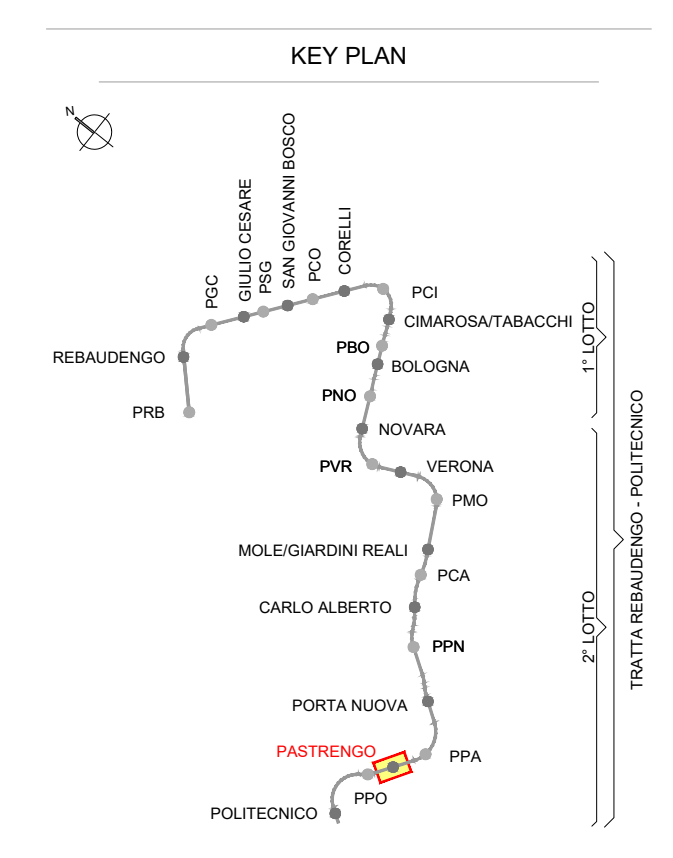 KEY PLAN
N
PGC
GIULIO CESARE
PSG
SAN GIOVANNI BOSCO
PCO
CORELLI
PCI
CIMAROSA/TABACCHI
PBO
REBAUDENGO
BOLOGNA
PNO
PRB
NOVARA
PVR
VERONA
PMO
MOLE/GIARDINI REALI
PCA
CARLO ALBERTO
PPN
PORTA NUOVA
PASTRENGO
PPA
PPO
POLITECNICO
1° LOTTO
2° LOTTO
TRATTA REBAUDENGO - POLITECNICO